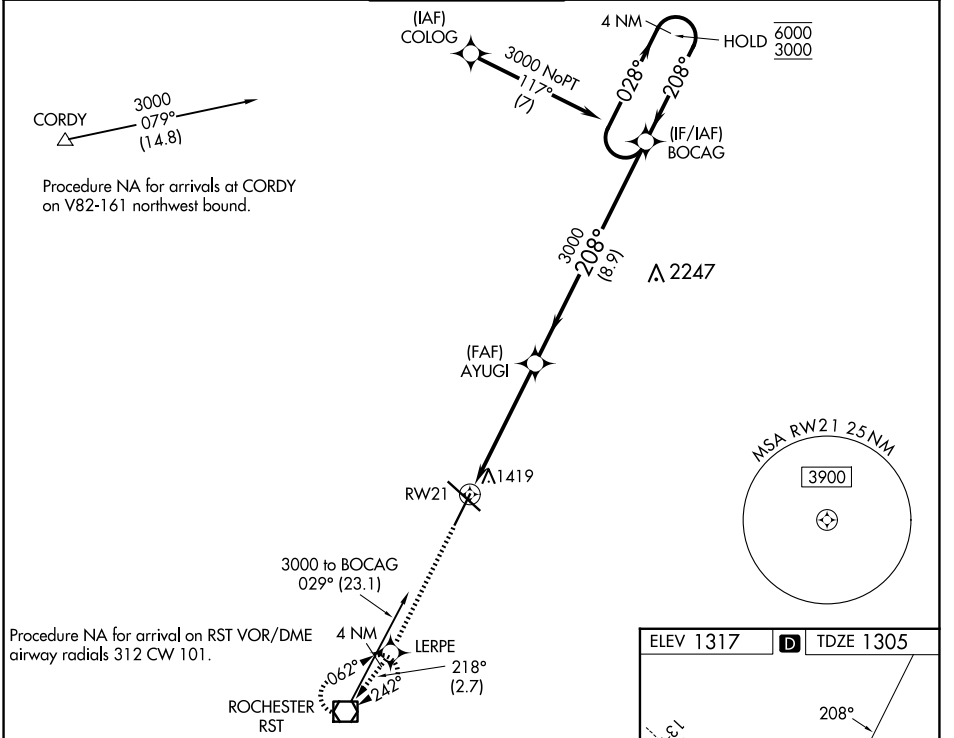 (IAF)
COLOG
3000 NoPT
117°
(7)
4 NM
HOLD
6000
3000
028°
208°
(IF/IAF)
BOCAG
CORDY
3000
079°
(14.8)
Procedure NA for arrivals at CORDY
on V82-161 northwest bound.
3000
208°
(8.9)
2247
(FAF)
AYUGI
MSA RW21 25 NM
3900
RW21
1419
3000 to BOCAG
029° (23.1)
Procedure NA for arrival on RST VOR/DME
airway radials 312 CW 101.
4 NM
LERPE
062°
242°
218°
(2.7)
ROCHESTER
RST
ELEV 1317
D
TDZE 1305
208°
13